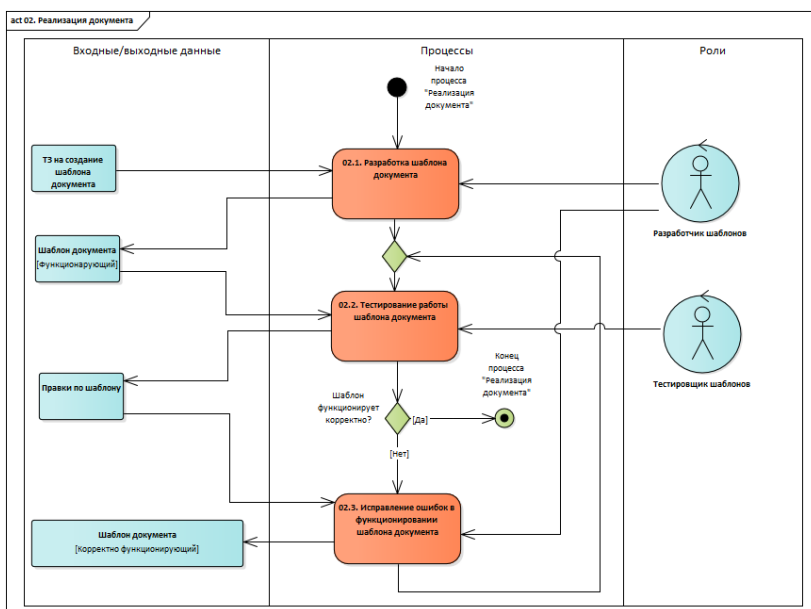 act 02. Реализация документа
Входные/выходные данные
Процессы
Роли
Начало
процесса
"Реализация
документа"
ТЗ на создание
шаблона
документа
02.1. Разработка шаблона
документа
Разработчик шаблонов
Шаблон документа
[Функционарующий]
02.2. Тестирование работы
шаблона документа
Тестировщик шаблонов
Правки по шаблону
Конец
процесса
"Реализация
документа"
Шаблон
функционирует
корректно?
[Да]
[Нет]
02.3. Исправление ошибок в
функционировании
шаблона документа
Шаблон документа
[Корректно функционирующий]